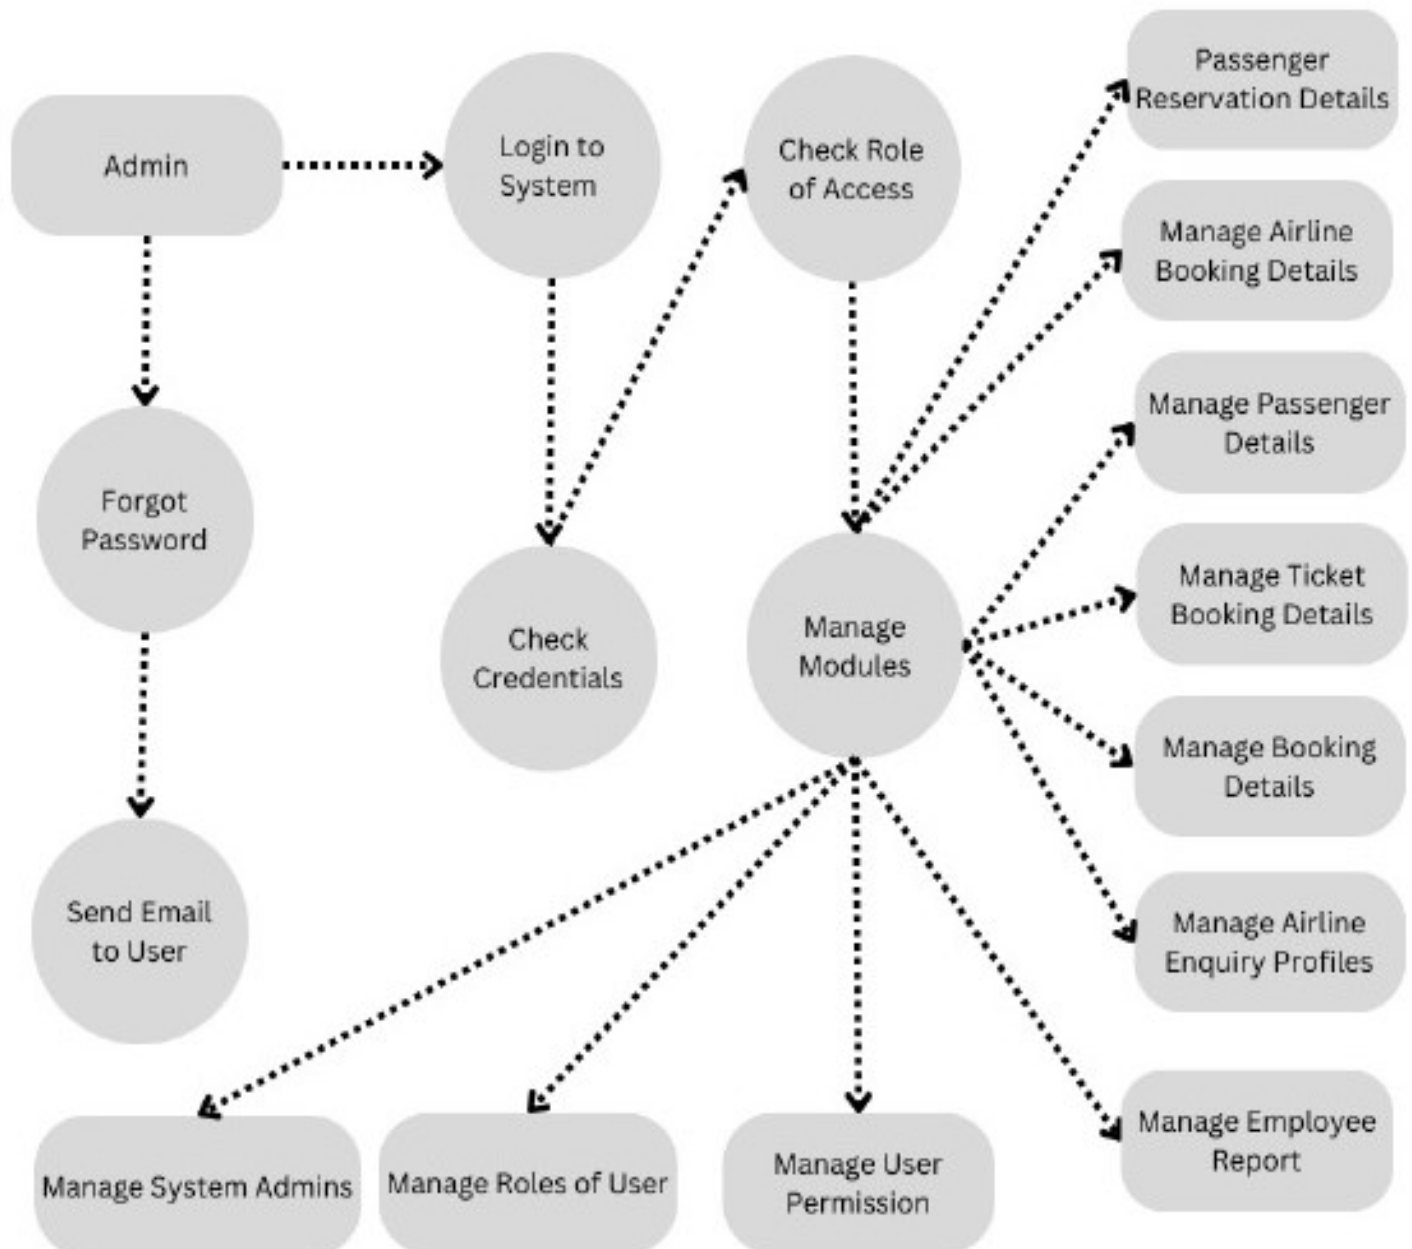 Admin
Login to
System
Check Role
of Access
Passenger
Reservation Details
Manage Airline
Booking Details
Manage Passenger
Details
Forgot
Password
Check
Credentials
Manage
Modules
Manage Ticket
Booking Details
Manage Booking
Details
Send Email
to User
Manage Airline
Enquiry Profiles
Manage System Admins
Manage Roles of User
Manage User
Permission
Manage Employee
Report